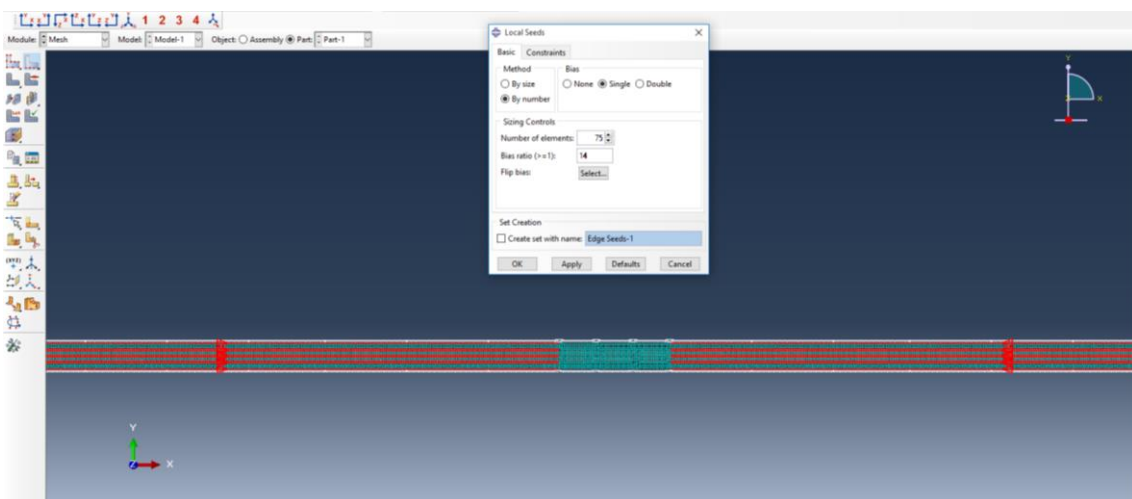 1 2 3 4
Module: Mesh Model: Model-1 Object: Assembly Part: Part-1
Local Seeds
Basic Constraints
Method Bias
By size None Single Double
By number
Sizing Controls
Number of elements: 75
Bias ratio (>=1): 14
Flip bias: Select...
Set Creation
Create set with name: Edge Seeds-1
OK Apply Defaults Cancel
Y
X
Y
X